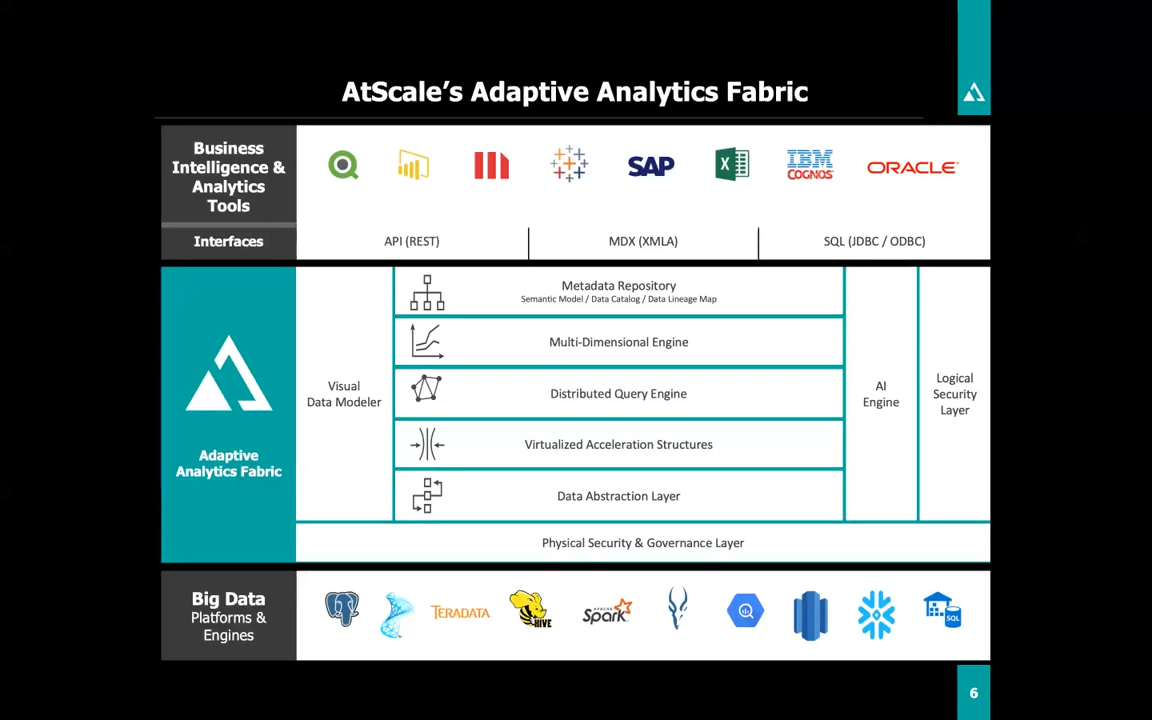 AtScale’s Adaptive Analytics Fabric
Business
Intelligence &
Analytics
Tools
SAP
X
IBM
COGNOS
ORACLE
Interfaces
API (REST)
MDX (XMLA)
SQL (JDBC / ODBC)
Adaptive
Analytics Fabric
Visual
Data Modeler
Metadata Repository
Semantic Model / Data Catalog / Data Lineage Map
Multi-Dimensional Engine
Distributed Query Engine
Virtualized Acceleration Structures
Data Abstraction Layer
AI
Engine
Logical
Security
Layer
Physical Security & Governance Layer
Big Data
Platforms &
Engines
TERADATA
HIVE
APACHE
Spark
SQL
6